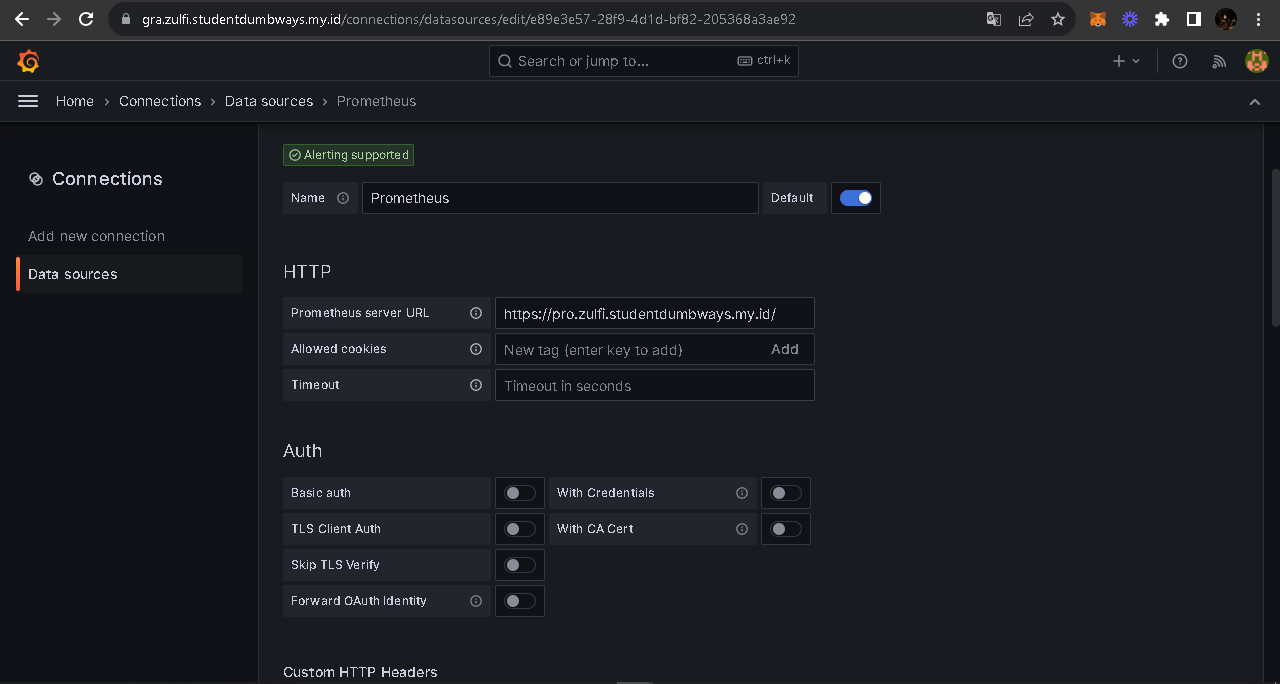 gra.zulfi.studentdumbways.my.id/connections/datasources/edit/e89e3e57-28f9-4d1d-bf82-205368a3ae92
Search or jump to... ctrl+k
Home › Connections › Data sources › Prometheus
Connections
Add new connection
Data sources
Alerting supported
Name Prometheus Default
HTTP
Prometheus server URL https://pro.zulfi.studentdumbways.my.id/
Allowed cookies New tag (enter key to add) Add
Timeout Timeout in seconds
Auth
Basic auth With Credentials
TLS Client Auth With CA Cert
Skip TLS Verify
Forward OAuth Identity
Custom HTTP Headers